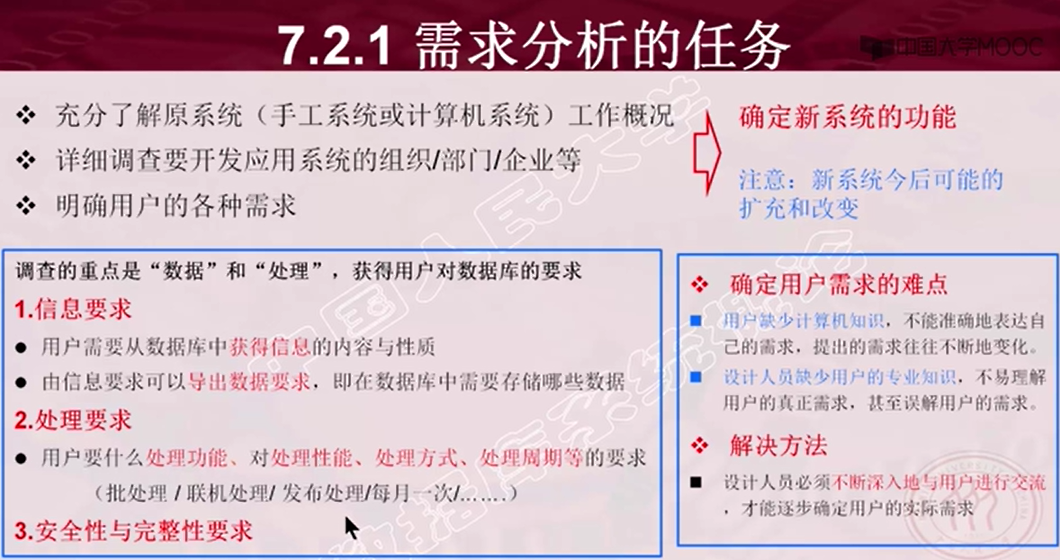 7.2.1 需求分析的任务
中国大学MOOC
充分了解原系统（手工系统或计算机系统）工作概况
详细调查要开发应用系统的组织/部门/企业等
明确用户的各种需求
确定新系统的功能
注意：新系统今后可能的
扩充和改变
调查的重点是“数据”和“处理”，获得用户对数据库的要求
1.信息要求
用户需要从数据库中获得信息的内容与性质
由信息要求可以导出数据要求，即在数据库中需要存储哪些数据
2.处理要求
用户要什么处理功能、对处理性能、处理方式、处理周期等的要求
（批处理 / 联机处理/ 发布处理/每月一次/…….）
3.安全性与完整性要求
确定用户需求的难点
用户缺少计算机知识，不能准确地表达自
己的需求，提出的需求往往不断地变化。
设计人员缺少用户的专业知识，不易理解
用户的真正需求，甚至误解用户的需求。
解决方法
设计人员必须不断深入地与用户进行交流
，才能逐步确定用户的实际需求
中国人民大学
数据库系统概论